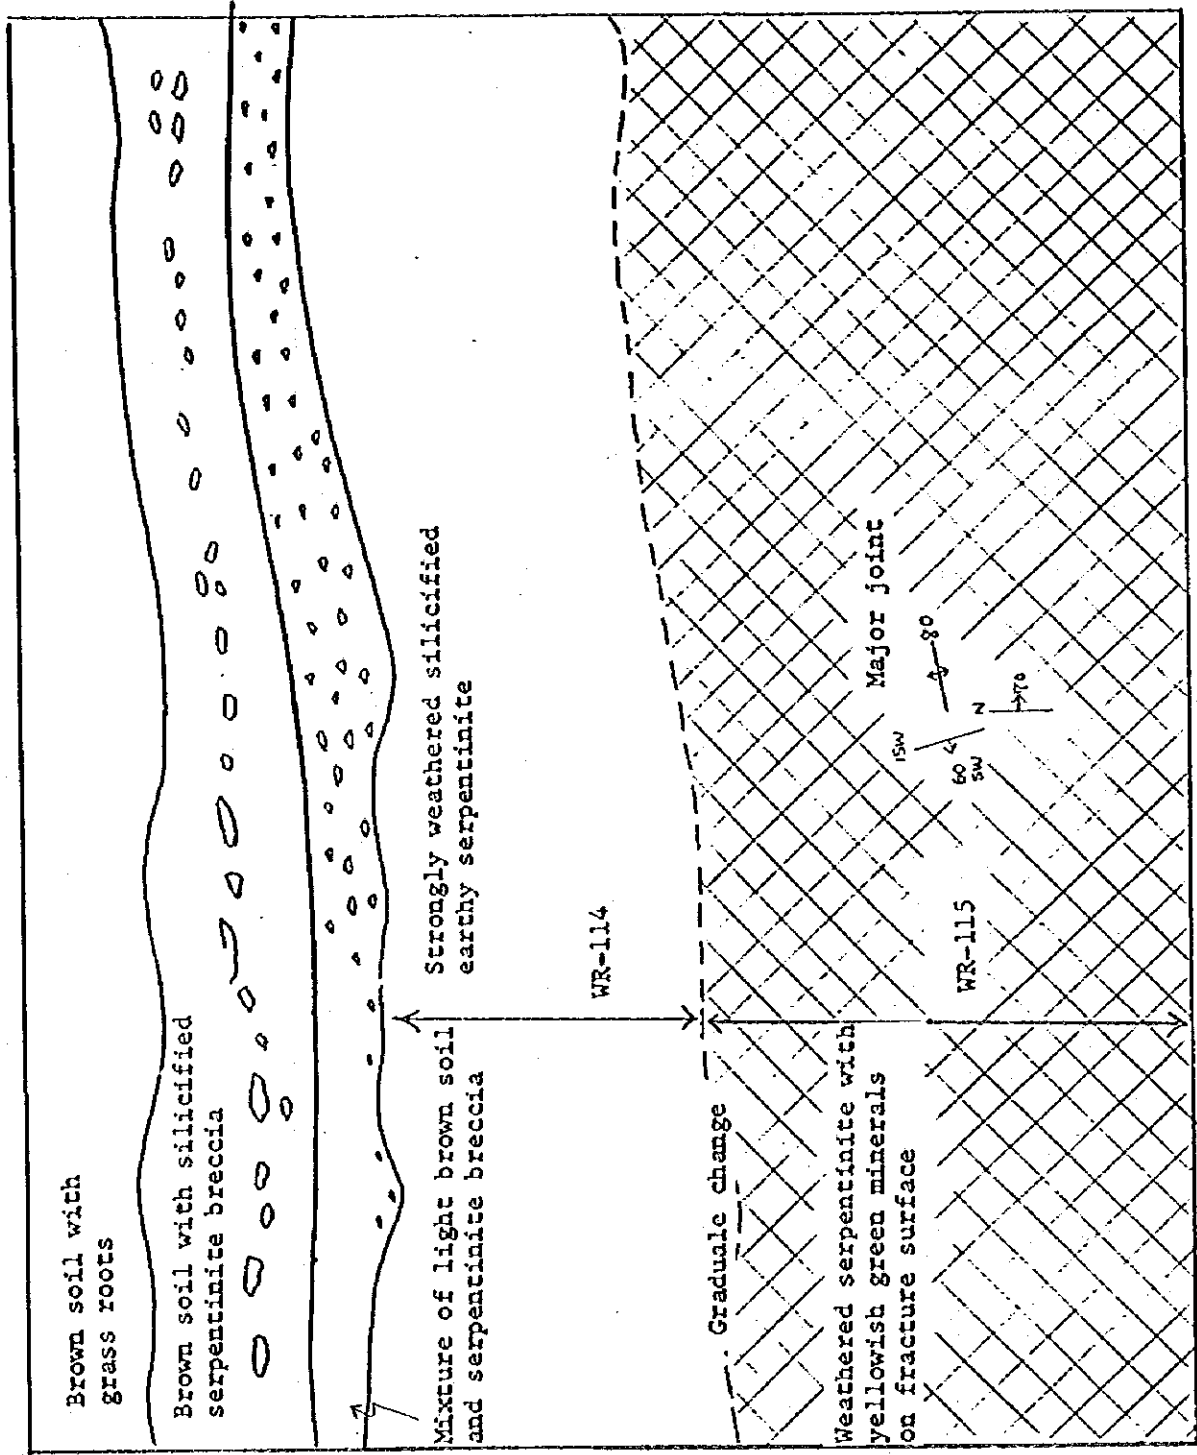 Brown soil with
grass roots
Brown soil with silicified
serpentinite breccia
Mixture of light brown soil
and serpentinite breccia
Strongly weathered silicified
earthy serpentinite
WR-114
Graduale change
Weathered serpentinite with
yellowish green minerals
on fracture surface
WR-115
Major joint
80
N
70
15W
60
SW